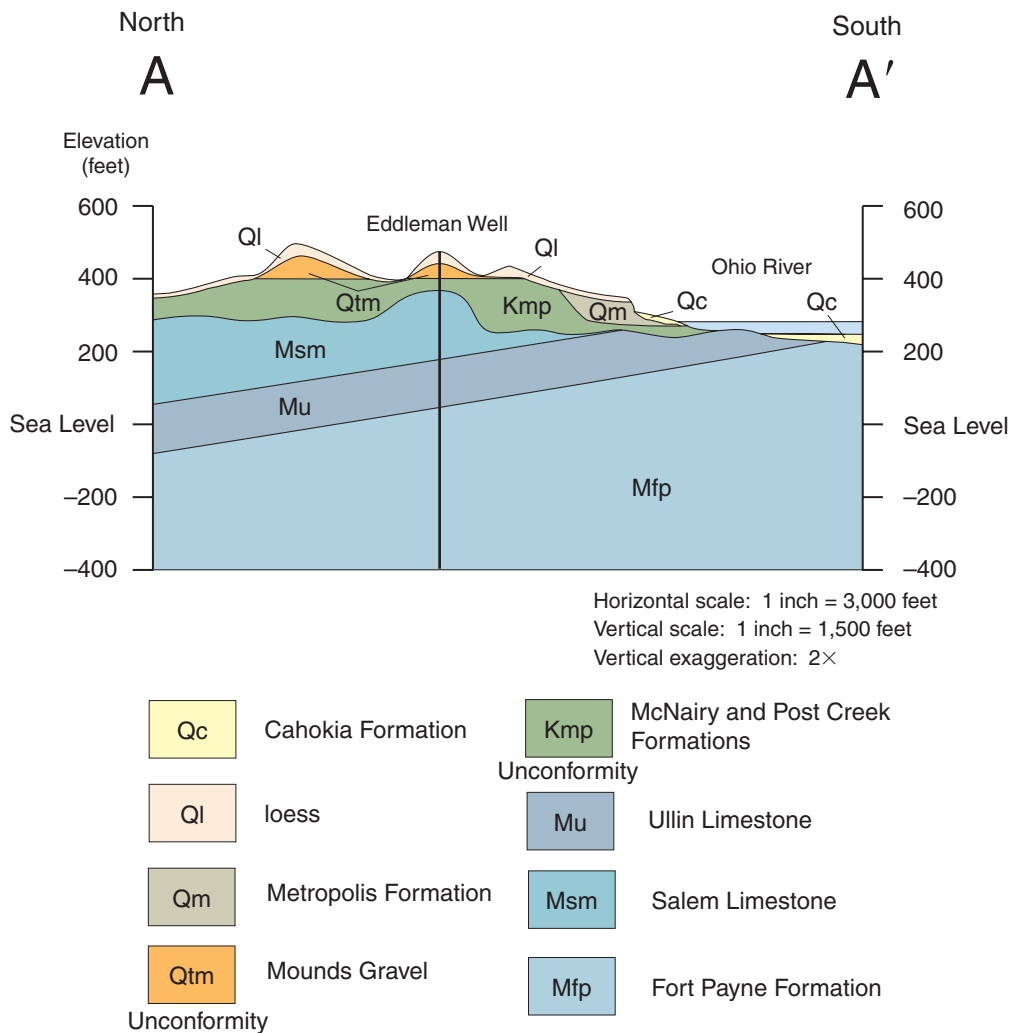 North
South
A
A′
Elevation
(feet)
600
400
200
Sea Level
–200
–400
600
400
200
Sea Level
–200
–400
Ql
Eddleman Well
Ql
Ohio River
Qtm
Kmp
Qm
Qc
Qc
Msm
Mu
Mfp
Horizontal scale: 1 inch = 3,000 feet
Vertical scale: 1 inch = 1,500 feet
Vertical exaggeration: 2×
Qc Cahokia Formation
Ql loess
Qm Metropolis Formation
Qtm Mounds Gravel
Unconformity
Kmp McNairy and Post Creek
Formations
Unconformity
Mu Ullin Limestone
Msm Salem Limestone
Mfp Fort Payne Formation